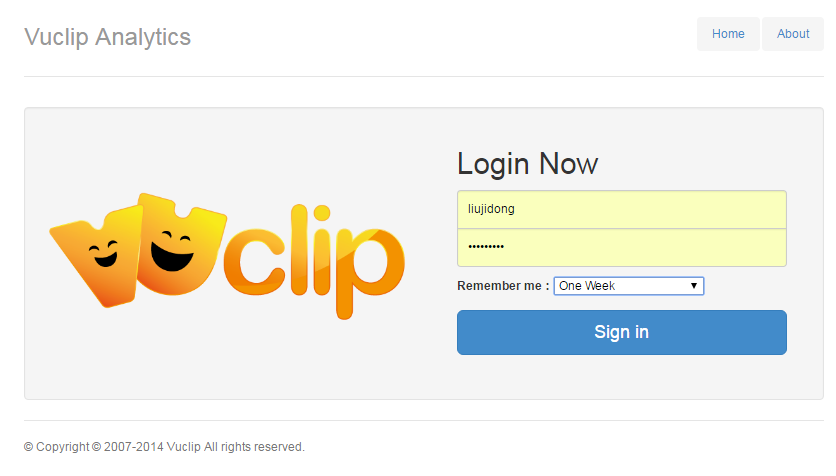 Vuclip Analytics
Home
About
Vuclip
Login Now
liujidong
•••••••••
Remember me :
One Week
Sign in
© Copyright © 2007-2014 Vuclip All rights reserved.